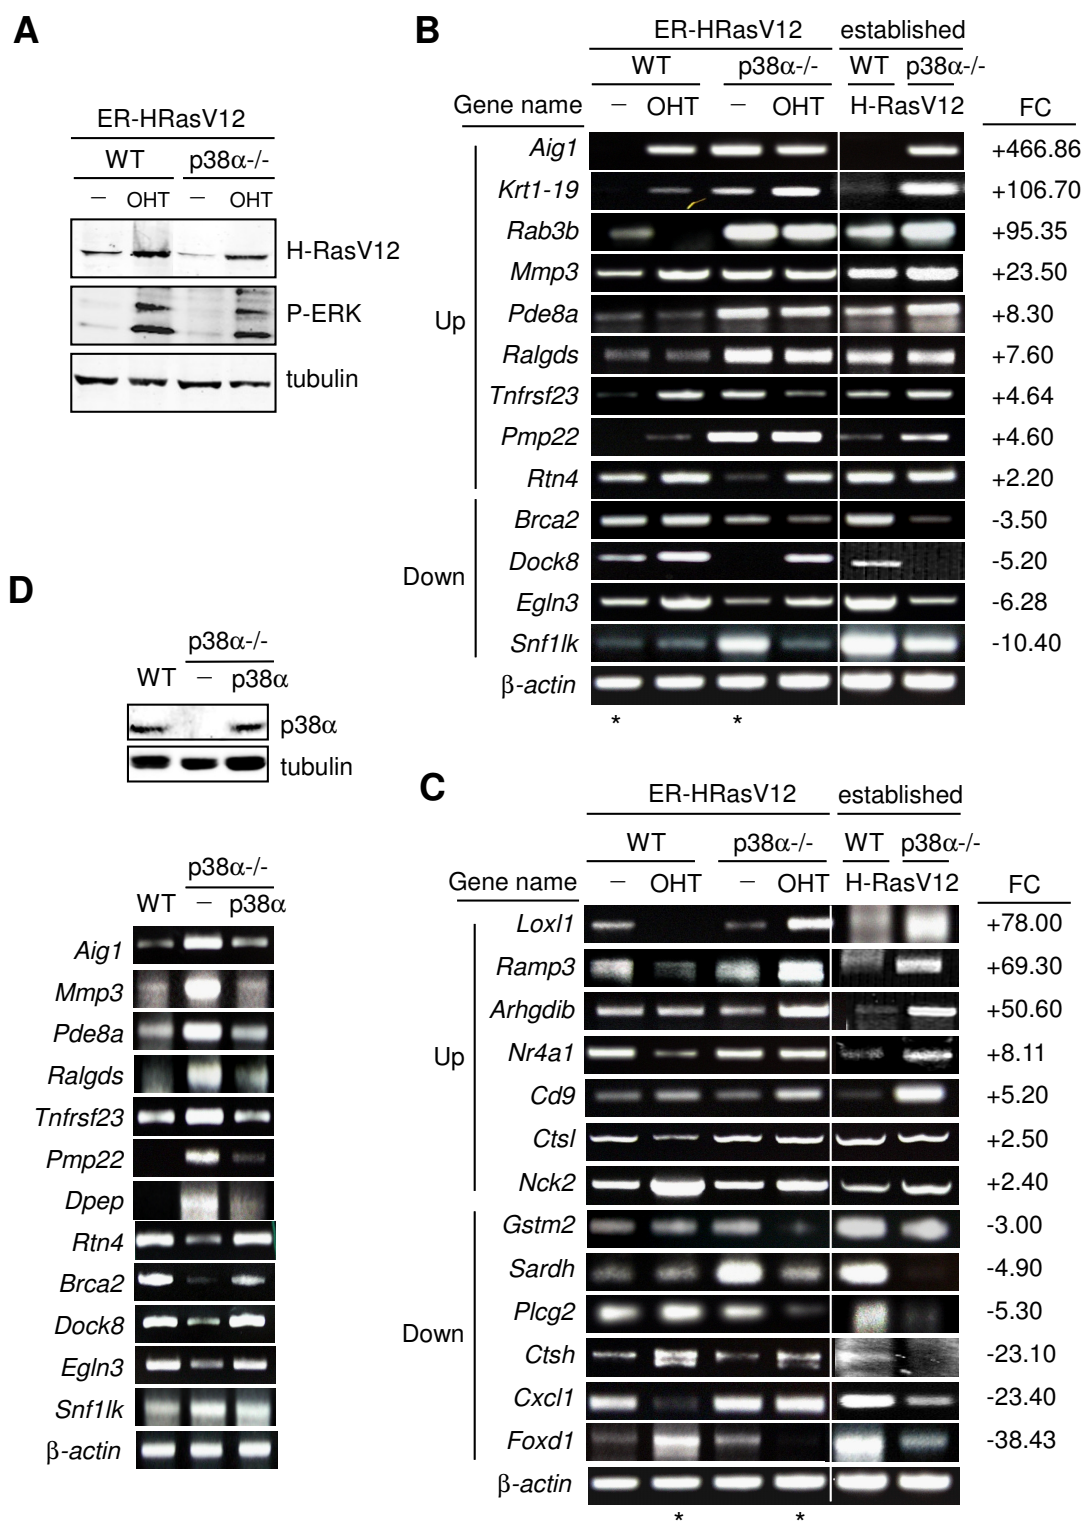 A
ER-HRasV12
WT p38α-/-
– OHT – OHT
H-RasV12
P-ERK
tubulin
B
ER-HRasV12 established
WT p38α-/- WT p38α-/-
Gene name – OHT – OHT H-RasV12 FC
Up
Aig1 +466.86
Krt1-19 +106.70
Rab3b +95.35
Mmp3 +23.50
Pde8a +8.30
Ralgds +7.60
Tnfrsf23 +4.64
Pmp22 +4.60
Rtn4 +2.20
Down
Brca2 -3.50
Dock8 -5.20
Egln3 -6.28
Snf1lk -10.40
β-actin
* *
C
ER-HRasV12 established
WT p38α-/- WT p38α-/-
Gene name – OHT – OHT H-RasV12 FC
Up
Loxl1 +78.00
Ramp3 +69.30
Arhgdib +50.60
Nr4a1 +8.11
Cd9 +5.20
Ctsl +2.50
Nck2 +2.40
Down
Gstm2 -3.00
Sardh -4.90
Plcg2 -5.30
Ctsh -23.10
Cxcl1 -23.40
Foxd1 -38.43
β-actin
* *
D
p38α-/-
WT – p38α
p38α
tubulin
p38α-/-
WT – p38α
Aig1
Mmp3
Pde8a
Ralgds
Tnfrsf23
Pmp22
Dpep
Rtn4
Brca2
Dock8
Egln3
Snf1lk
β-actin